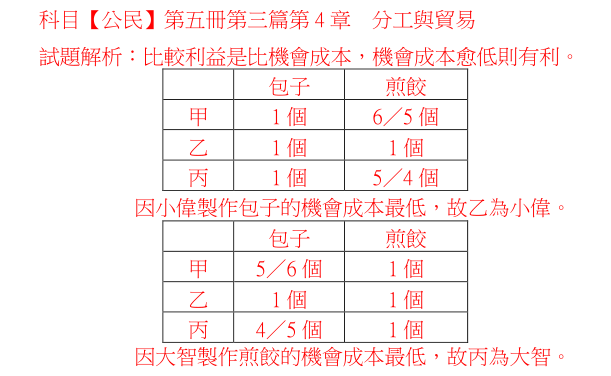 科目【公民】第五冊第三篇第4章　分工與貿易
試題解析：比較利益是比機會成本，機會成本愈低則有利。
包子 煎餃
甲 1個 6／5個
乙 1個 1個
丙 1個 5／4個
因小偉製作包子的機會成本最低，故乙為小偉。
包子 煎餃
甲 5／6個 1個
乙 1個 1個
丙 4／5個 1個
因大智製作煎餃的機會成本最低，故丙為大智。